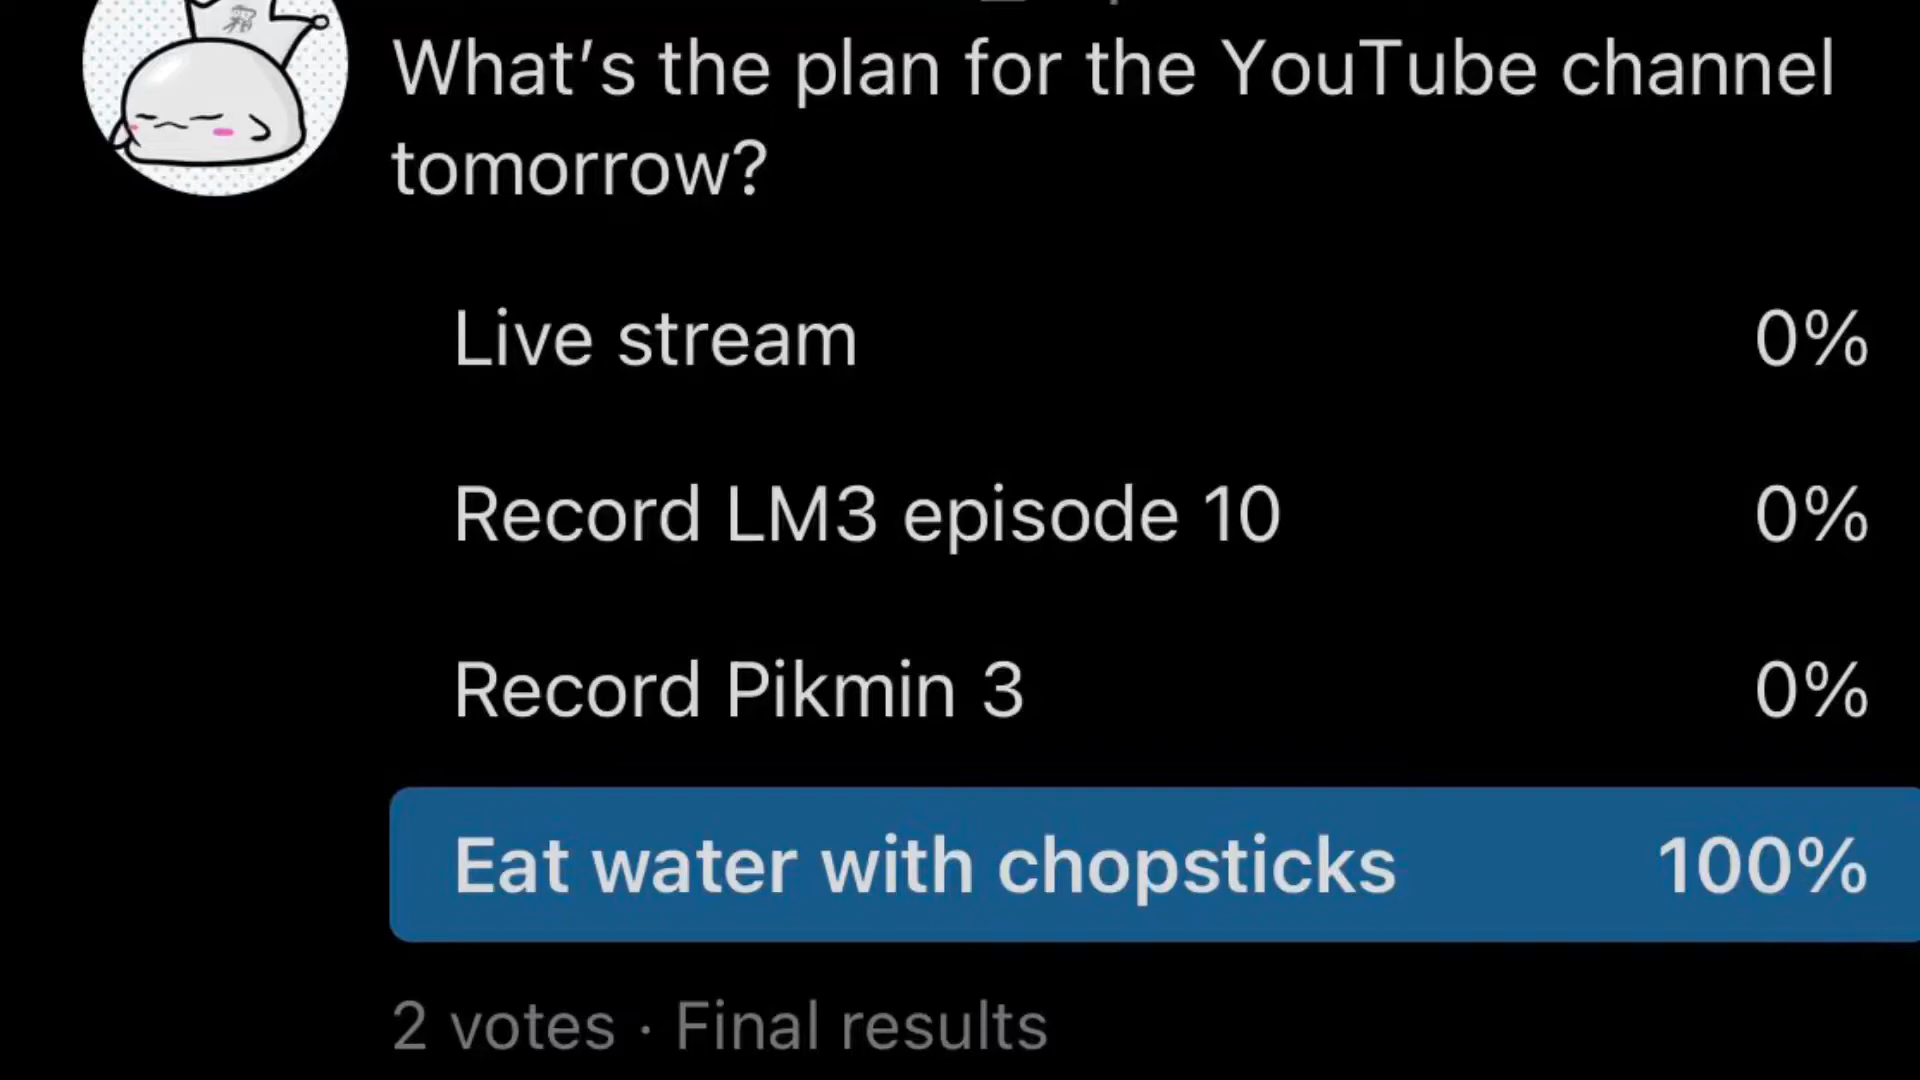 What's the plan for the YouTube channel
tomorrow?
Live stream 0%
Record LM3 episode 10 0%
Record Pikmin 3 0%
Eat water with chopsticks 100%
2 votes · Final results